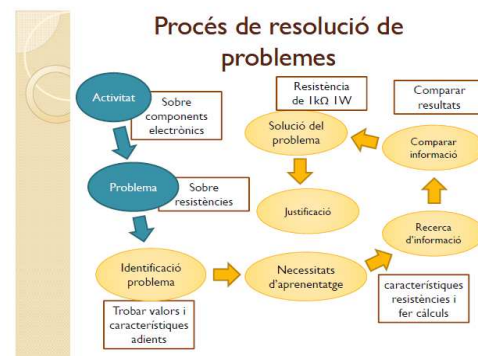 Procés de resolució de
problemes
Activitat
Sobre
components
electrònics
Problema
Sobre
resistències
Identificació
problema
Trobar valors i
característiques
adients
Necessitats
d'aprenentatge
Recerca
d'informació
característiques
resistències i
fer càlculs
Comparar
informació
Comparar
resultats
Solució del
problema
Resistència
de 1kΩ 1W
Justificació